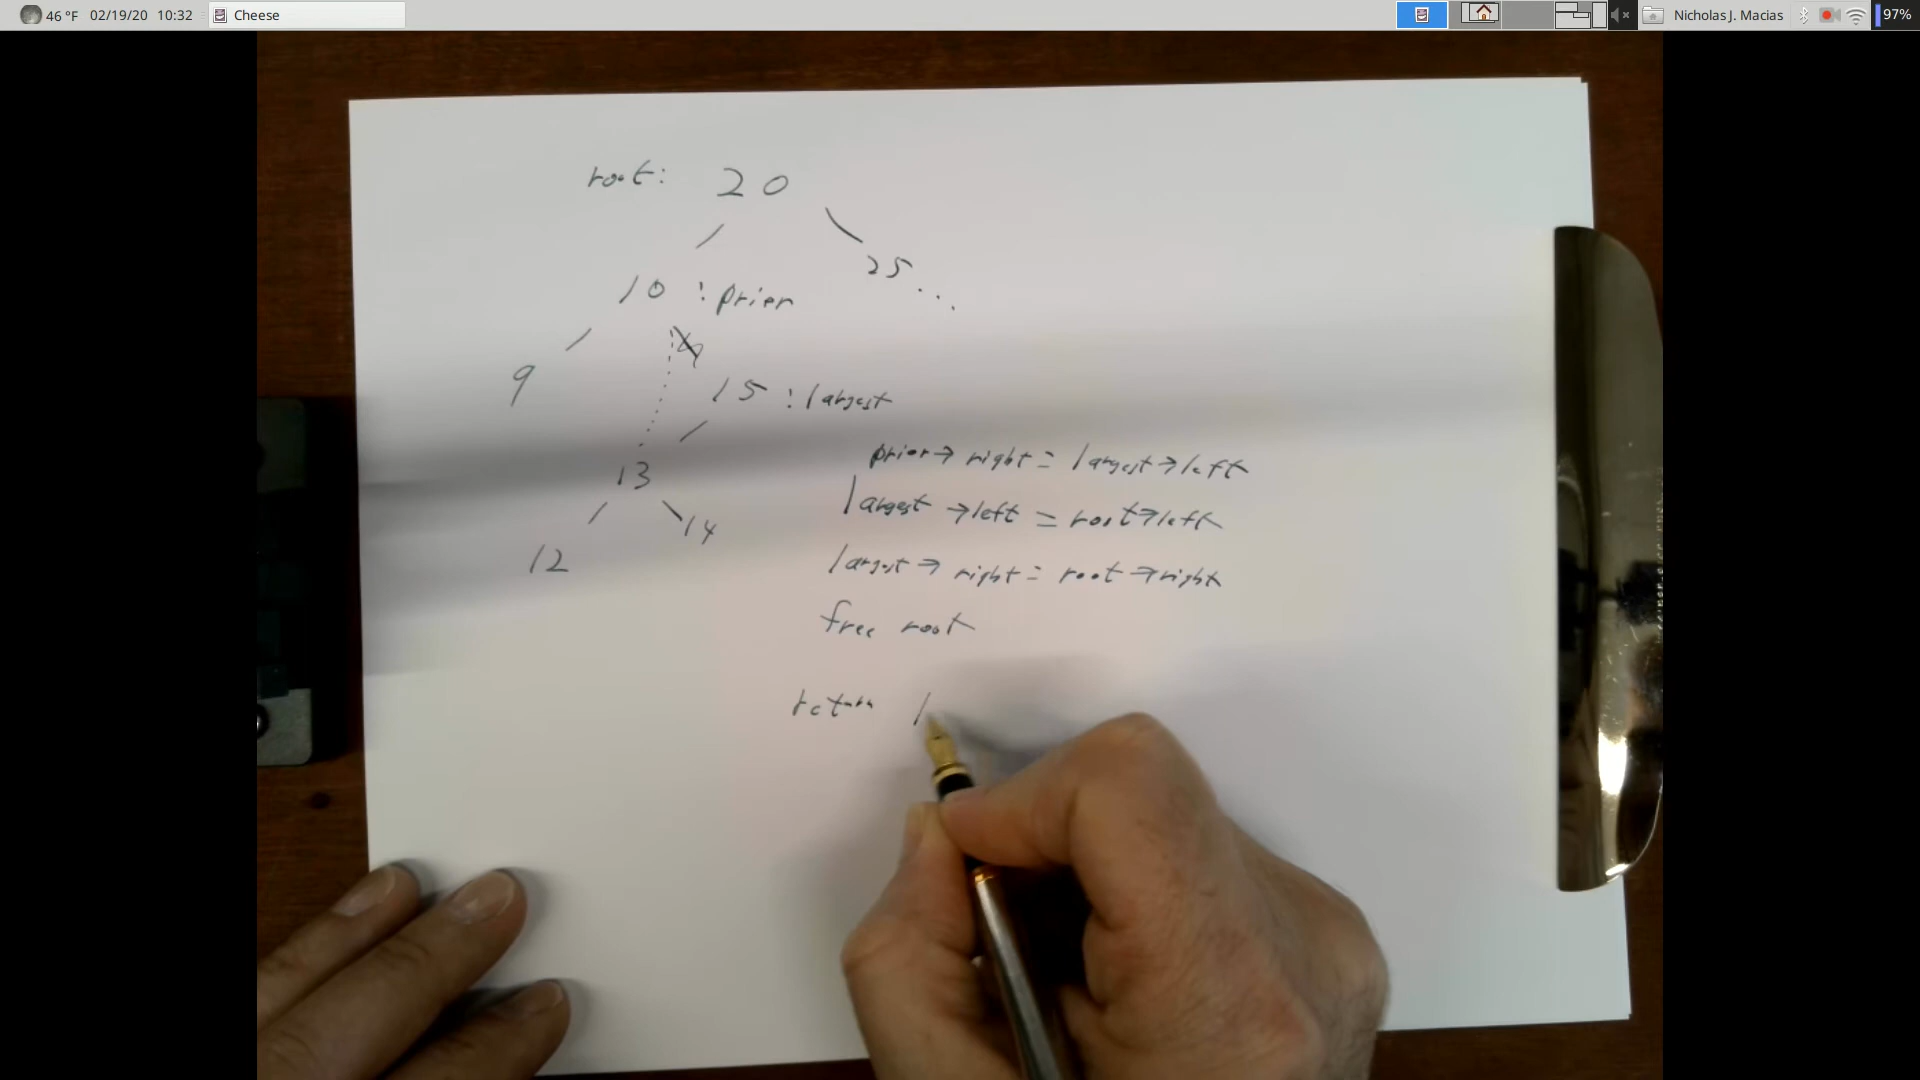 46 °F 02/19/20 10:32 Cheese Nicholas J. Macias 97%
root: 20
25 ...
10 : prior
9
15 : largest
prior → right = largest → left
13
largest → left = root → left
14
12
largest → right = root → right
free root
return l